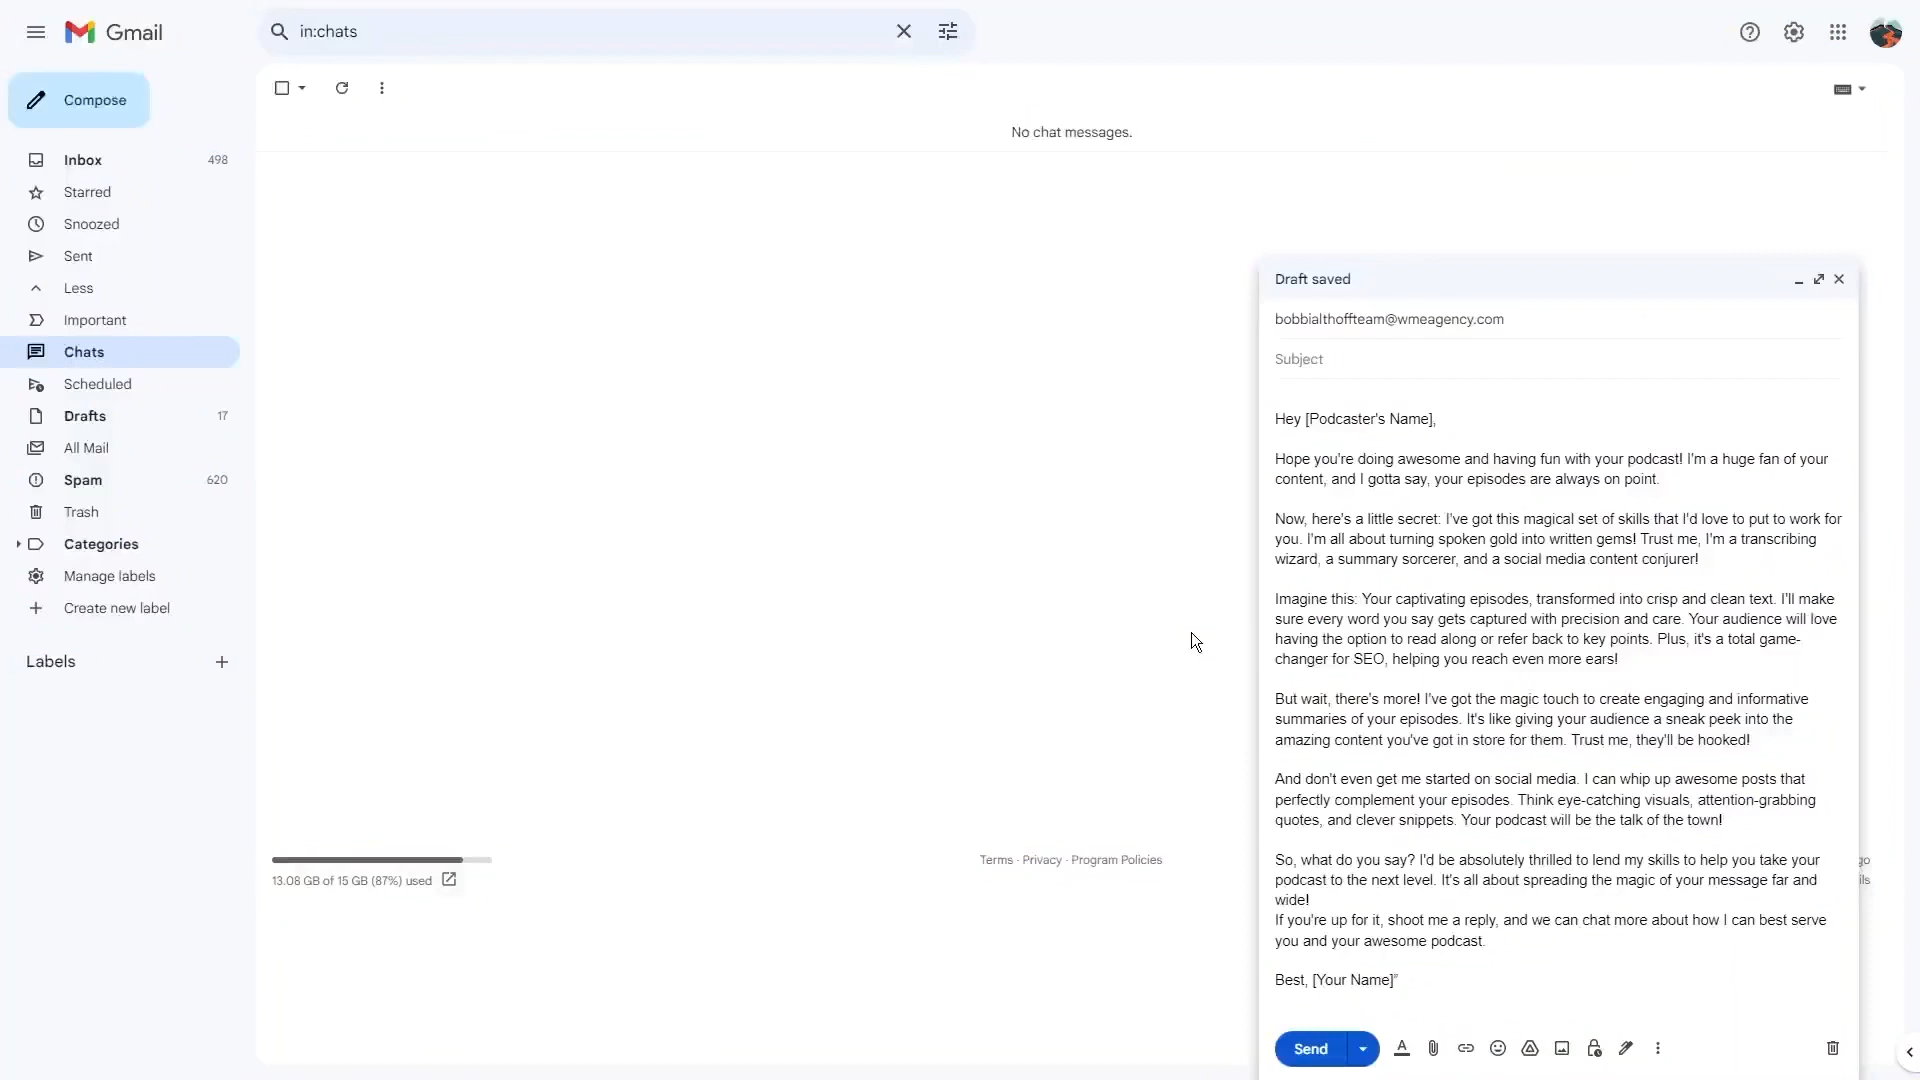 Gmail
in:chats
Compose
No chat messages.
Inbox 498
Starred
Snoozed
Sent
Less
Important
Chats
Scheduled
Drafts 17
All Mail
Spam 620
Trash
Categories
Manage labels
Create new label
Labels
13.08 GB of 15 GB (87%) used
Terms · Privacy · Program Policies
Draft saved
bobbialthoffteam@wmeagency.com
Subject
Hey [Podcaster's Name],
Hope you're doing awesome and having fun with your podcast! I'm a huge fan of your
content, and I gotta say, your episodes are always on point.
Now, here's a little secret: I've got this magical set of skills that I'd love to put to work for
you. I'm all about turning spoken gold into written gems! Trust me, I'm a transcribing
wizard, a summary sorcerer, and a social media content conjurer!
Imagine this: Your captivating episodes, transformed into crisp and clean text. I'll make
sure every word you say gets captured with precision and care. Your audience will love
having the option to read along or refer back to key points. Plus, it's a total game-
changer for SEO, helping you reach even more ears!
But wait, there's more! I've got the magic touch to create engaging and informative
summaries of your episodes. It's like giving your audience a sneak peek into the
amazing content you've got in store for them. Trust me, they'll be hooked!
And don't even get me started on social media. I can whip up awesome posts that
perfectly complement your episodes. Think eye-catching visuals, attention-grabbing
quotes, and clever snippets. Your podcast will be the talk of the town!
So, what do you say? I'd be absolutely thrilled to lend my skills to help you take your
podcast to the next level. It's all about spreading the magic of your message far and
wide!
If you're up for it, shoot me a reply, and we can chat more about how I can best serve
you and your awesome podcast.
Best, [Your Name]"
Send